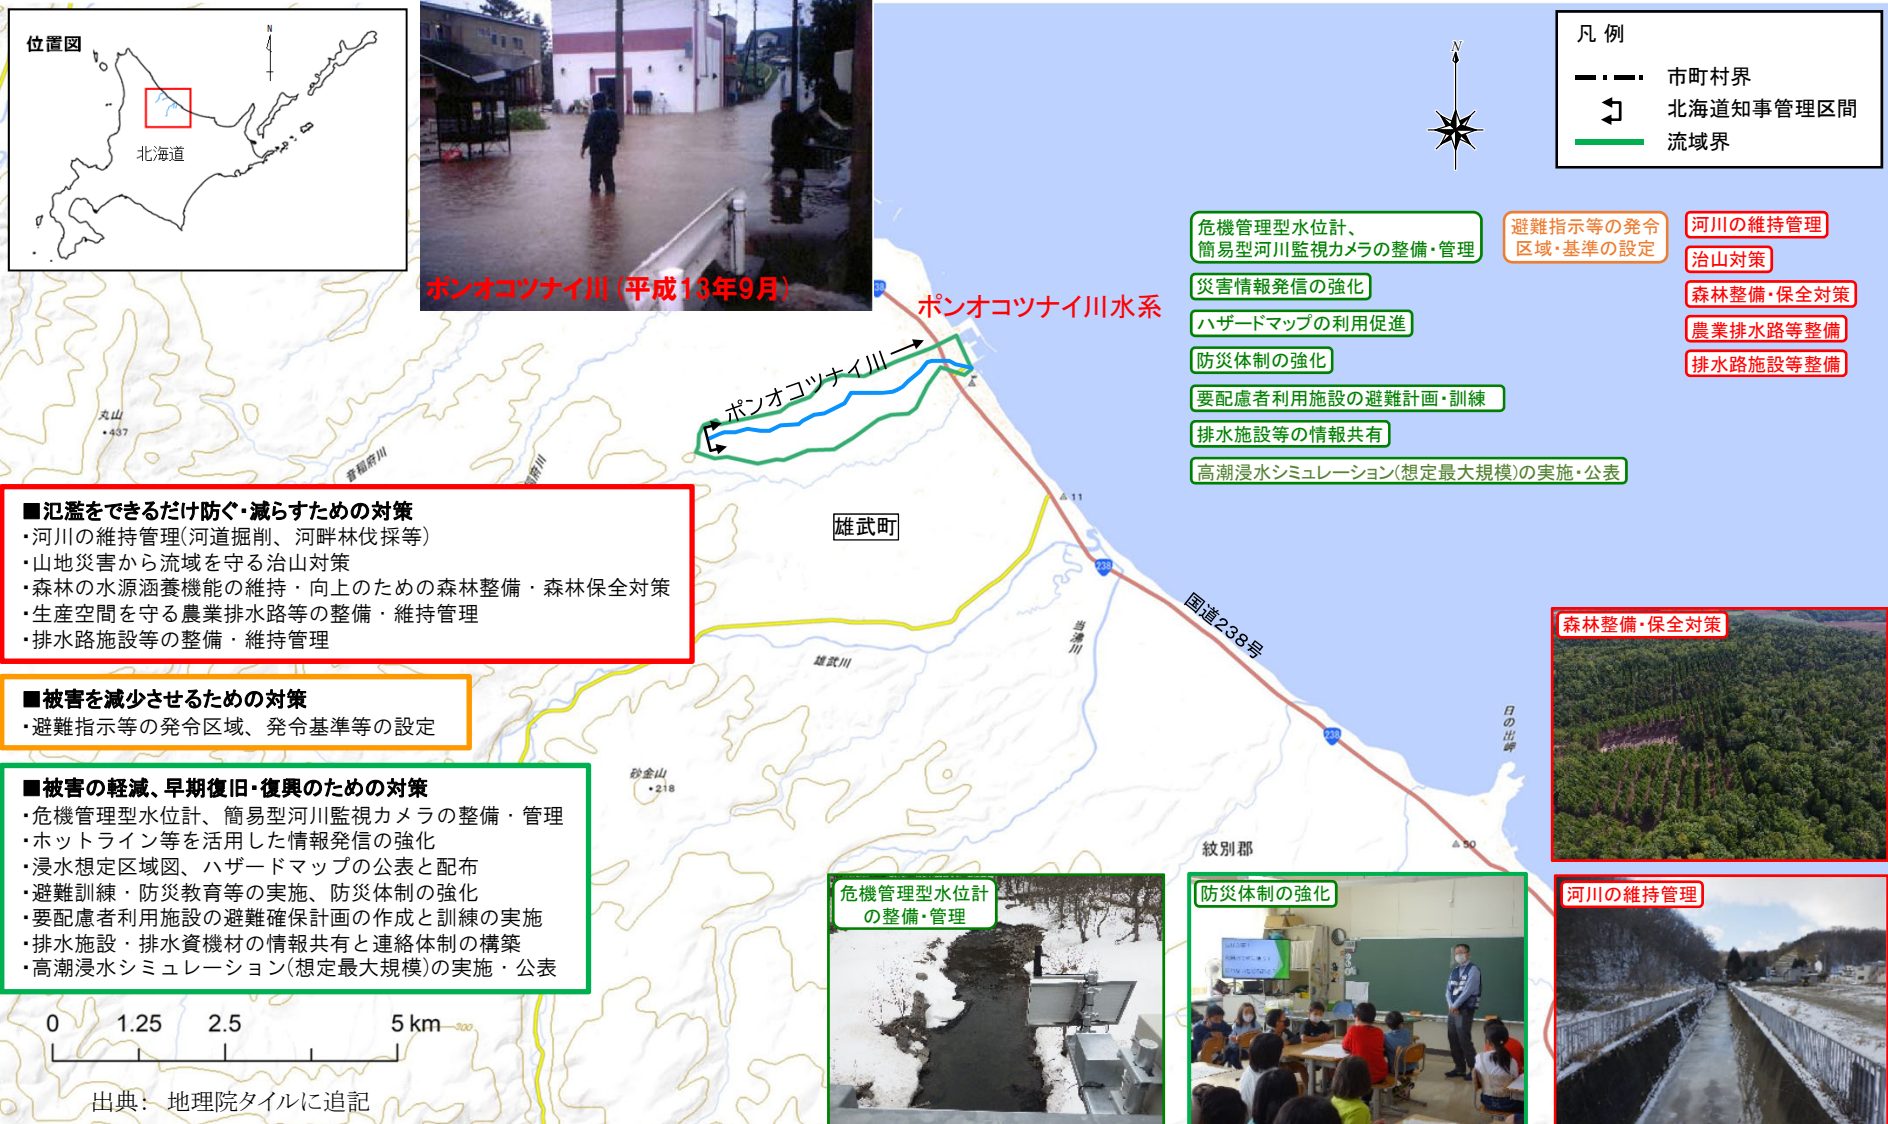 位置図
N
北海道
ポンオコツナイ川(平成13年9月)
N
凡 例
市町村界
北海道知事管理区間
流域界
危機管理型水位計、
簡易型河川監視カメラの整備・管理
災害情報発信の強化
ハザードマップの利用促進
防災体制の強化
要配慮者利用施設の避難計画・訓練
排水施設等の情報共有
高潮浸水シミュレーション(想定最大規模)の実施・公表
避難指示等の発令
区域・基準の設定
河川の維持管理
治山対策
森林整備・保全対策
農業排水路等整備
排水路施設等整備
38
ポンオコツナイ川水系
ポンオコツナイ川
丸山
・437
音稲府川
稲府川
11
雄武町
238
国道238号
当沸川
雄武川
238
日の出岬
砂金山
・218
紋別郡
50
■氾濫をできるだけ防ぐ・減らすための対策
・河川の維持管理(河道掘削、河畔林伐採等)
・山地災害から流域を守る治山対策
・森林の水源涵養機能の維持・向上のための森林整備・森林保全対策
・生産空間を守る農業排水路等の整備・維持管理
・排水路施設等の整備・維持管理
■被害を減少させるための対策
・避難指示等の発令区域、発令基準等の設定
■被害の軽減、早期復旧・復興のための対策
・危機管理型水位計、簡易型河川監視カメラの整備・管理
・ホットライン等を活用した情報発信の強化
・浸水想定区域図、ハザードマップの公表と配布
・避難訓練・防災教育等の実施、防災体制の強化
・要配慮者利用施設の避難確保計画の作成と訓練の実施
・排水施設・排水資機材の情報共有と連絡体制の構築
・高潮浸水シミュレーション(想定最大規模)の実施・公表
森林整備・保全対策
危機管理型水位計
の整備・管理
防災体制の強化
河川の維持管理
0 1.25 2.5 5 km
300
出典： 地理院タイルに追記